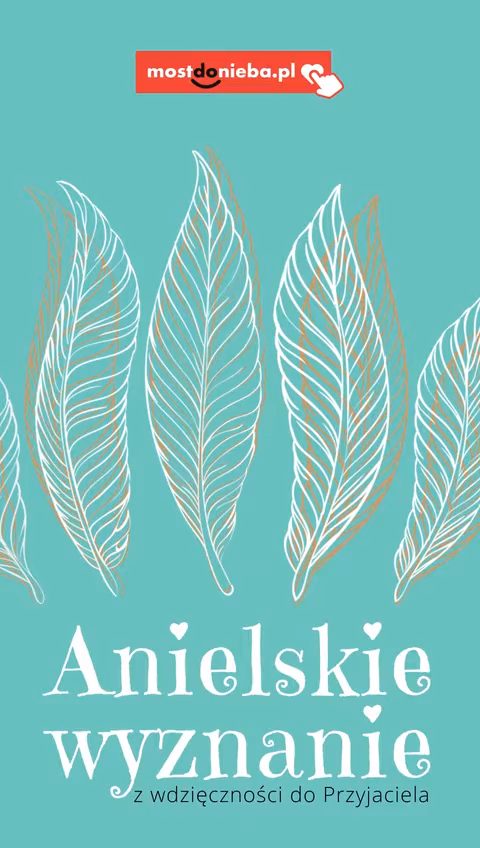 mostdonieba.pl
Anielskie
wyznanie
z wdzięczności do Przyjaciela